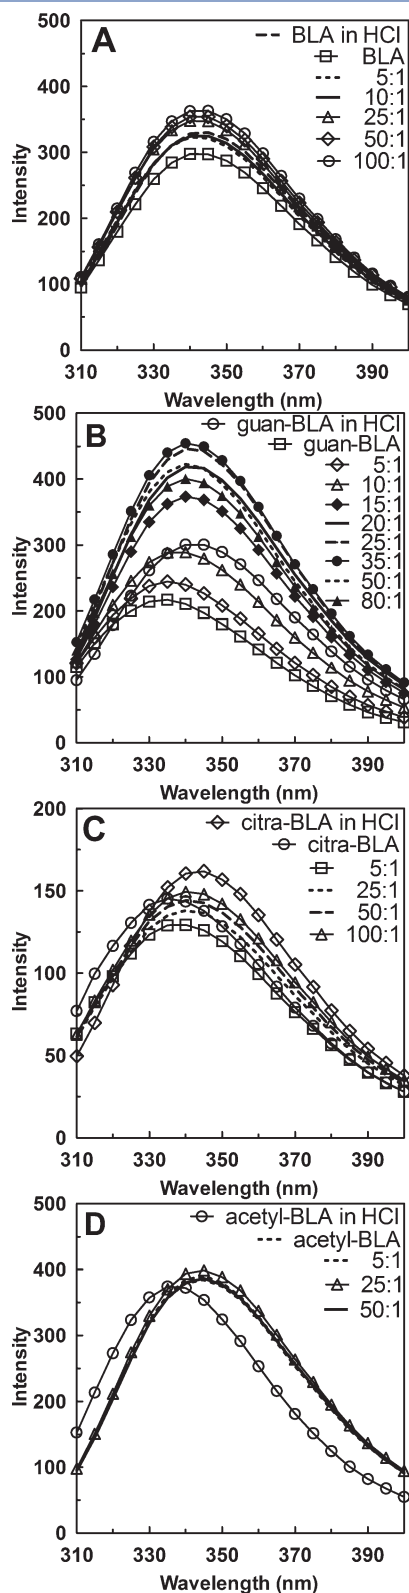 A
BLA in HCl
BLA
5:1
10:1
25:1
50:1
100:1
500
400
300
200
100
0
Intensity
310 330 350 370 390
Wavelength (nm)
B
guan-BLA in HCl
guan-BLA
5:1
10:1
15:1
20:1
25:1
35:1
50:1
80:1
500
400
300
200
100
0
Intensity
310 330 350 370 390
Wavelength (nm)
C
citra-BLA in HCl
citra-BLA
5:1
25:1
50:1
100:1
200
150
100
50
0
Intensity
310 330 350 370 390
Wavelength (nm)
D
acetyl-BLA in HCl
acetyl-BLA
5:1
25:1
50:1
500
400
300
200
100
0
Intensity
310 330 350 370 390
Wavelength (nm)